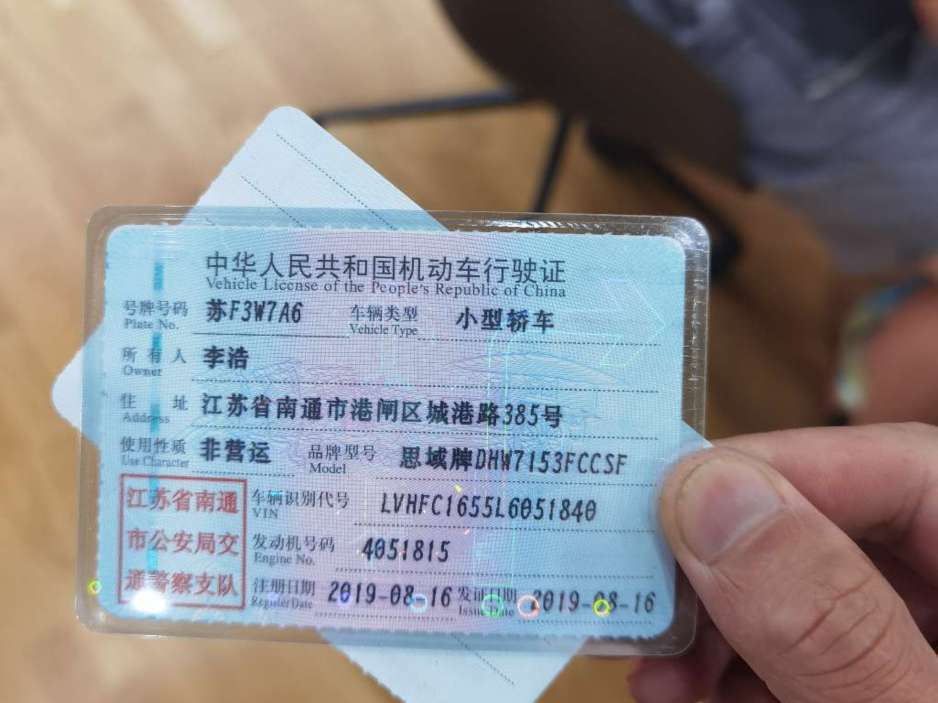 中华人民共和国机动车行驶证
Vehicle License of the People's Republic of China
号牌号码 苏F3W7A6 车辆类型 小型轿车
Plate No. Vehicle Type
所有人 李浩
Owner
住址 江苏省南通市港闸区城港路385号
Address
使用性质 非营运 品牌型号 思域牌DHW7153FCCSF
Use Character Model
江苏省南通
市公安局交
通警察支队
车辆识别代号 LVHFC1655L6051840
VIN
发动机号码 4051815
Engine No.
注册日期 2019-08-16 发证日期 2019-08-16
Register Date Issue Date